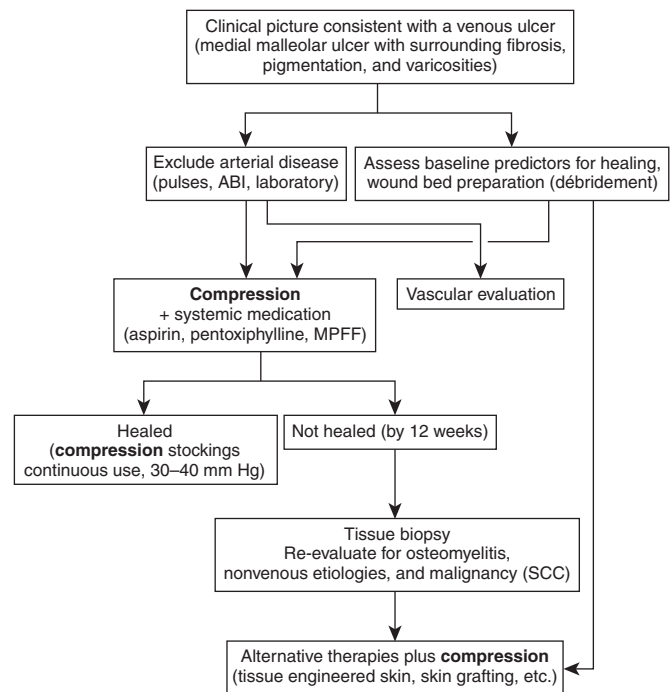 Clinical picture consistent with a venous ulcer
(medial malleolar ulcer with surrounding fibrosis,
pigmentation, and varicosities)
Exclude arterial disease
(pulses, ABI, laboratory)
Assess baseline predictors for healing,
wound bed preparation (débridement)
Compression
+ systemic medication
(aspirin, pentoxiphylline, MPFF)
Vascular evaluation
Healed
(compression stockings
continuous use, 30–40 mm Hg)
Not healed (by 12 weeks)
Tissue biopsy
Re-evaluate for osteomyelitis,
nonvenous etiologies, and malignancy (SCC)
Alternative therapies plus compression
(tissue engineered skin, skin grafting, etc.)